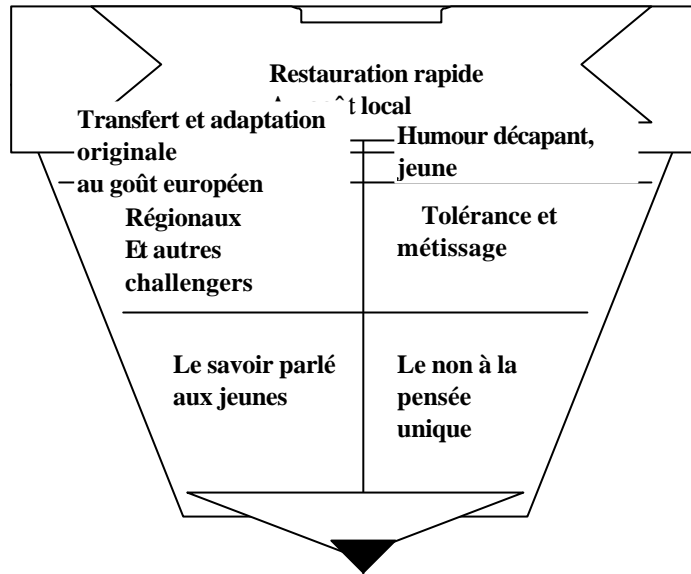 Restauration rapide
local
Transfert et adaptation
originale
au goût européen
Humour décapant,
jeune
Régionaux
Et autres
challengers
Tolérance et
métissage
Le savoir parlé
aux jeunes
Le non à la
pensée
unique